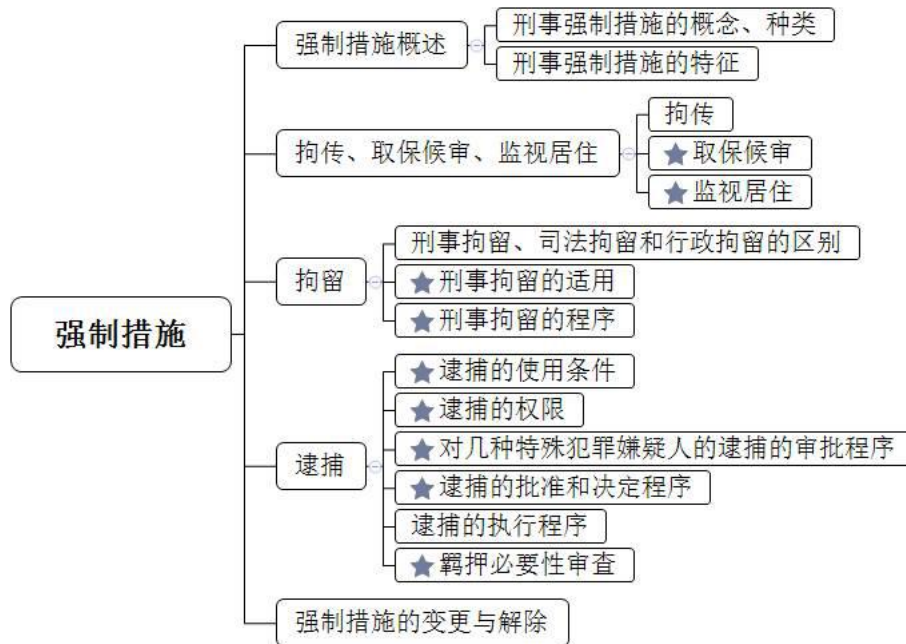 强制措施
强制措施概述
刑事强制措施的概念、种类
刑事强制措施的特征
拘传、取保候审、监视居住
拘传
★取保候审
★监视居住
拘留
刑事拘留、司法拘留和行政拘留的区别
★刑事拘留的适用
★刑事拘留的程序
逮捕
★逮捕的使用条件
★逮捕的权限
★对几种特殊犯罪嫌疑人的逮捕的审批程序
★逮捕的批准和决定程序
逮捕的执行程序
★羁押必要性审查
强制措施的变更与解除